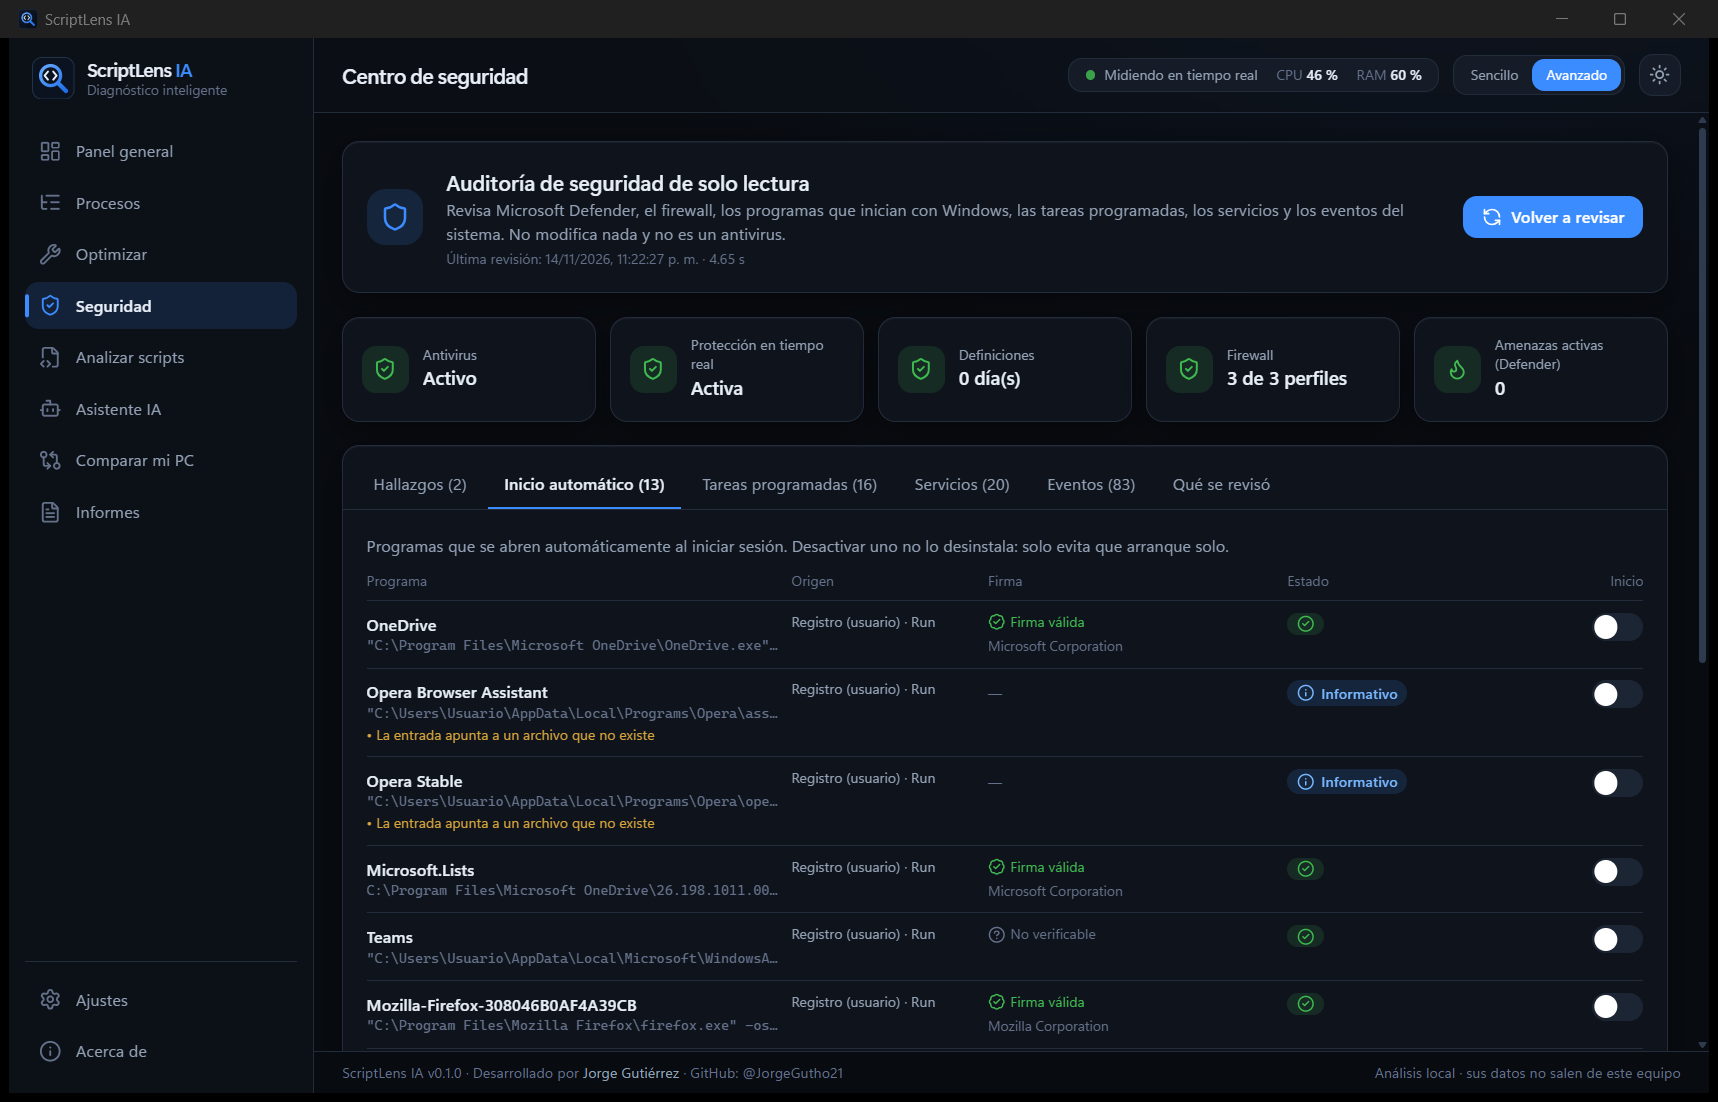 ScriptLens IA
ScriptLens IA
Diagnóstico inteligente
Panel general
Procesos
Optimizar
Seguridad
Analizar scripts
Asistente IA
Comparar mi PC
Informes
Ajustes
Acerca de
Centro de seguridad
Midiendo en tiempo real CPU 46 % RAM 60 %
Sencillo Avanzado
Auditoría de seguridad de solo lectura
Revisa Microsoft Defender, el firewall, los programas que inician con Windows, las tareas programadas, los servicios y los eventos del
sistema. No modifica nada y no es un antivirus.
Última revisión: 14/11/2026, 11:22:27 p. m. · 4.65 s
Volver a revisar
Antivirus
Activo
Protección en tiempo
real
Activa
Definiciones
0 día(s)
Firewall
3 de 3 perfiles
Amenazas activas
(Defender)
0
Hallazgos (2) Inicio automático (13) Tareas programadas (16) Servicios (20) Eventos (83) Qué se revisó
Programas que se abren automáticamente al iniciar sesión. Desactivar uno no lo desinstala: solo evita que arranque solo.
Programa Origen Firma Estado Inicio
OneDrive
"C:\Program Files\Microsoft OneDrive\OneDrive.exe"…
Registro (usuario) · Run
Firma válida
Microsoft Corporation
Opera Browser Assistant
"C:\Users\Usuario\AppData\Local\Programs\Opera\ass…
• La entrada apunta a un archivo que no existe
Registro (usuario) · Run
—
Informativo
Opera Stable
"C:\Users\Usuario\AppData\Local\Programs\Opera\ope…
• La entrada apunta a un archivo que no existe
Registro (usuario) · Run
—
Informativo
Microsoft.Lists
C:\Program Files\Microsoft OneDrive\26.198.1011.00…
Registro (usuario) · Run
Firma válida
Microsoft Corporation
Teams
"C:\Users\Usuario\AppData\Local\Microsoft\WindowsA…
Registro (usuario) · Run
No verificable
Mozilla-Firefox-308046B0AF4A39CB
"C:\Program Files\Mozilla Firefox\firefox.exe" -os…
Registro (usuario) · Run
Firma válida
Mozilla Corporation
ScriptLens IA v0.1.0 · Desarrollado por Jorge Gutiérrez · GitHub: @JorgeGutho21
Análisis local · sus datos no salen de este equipo